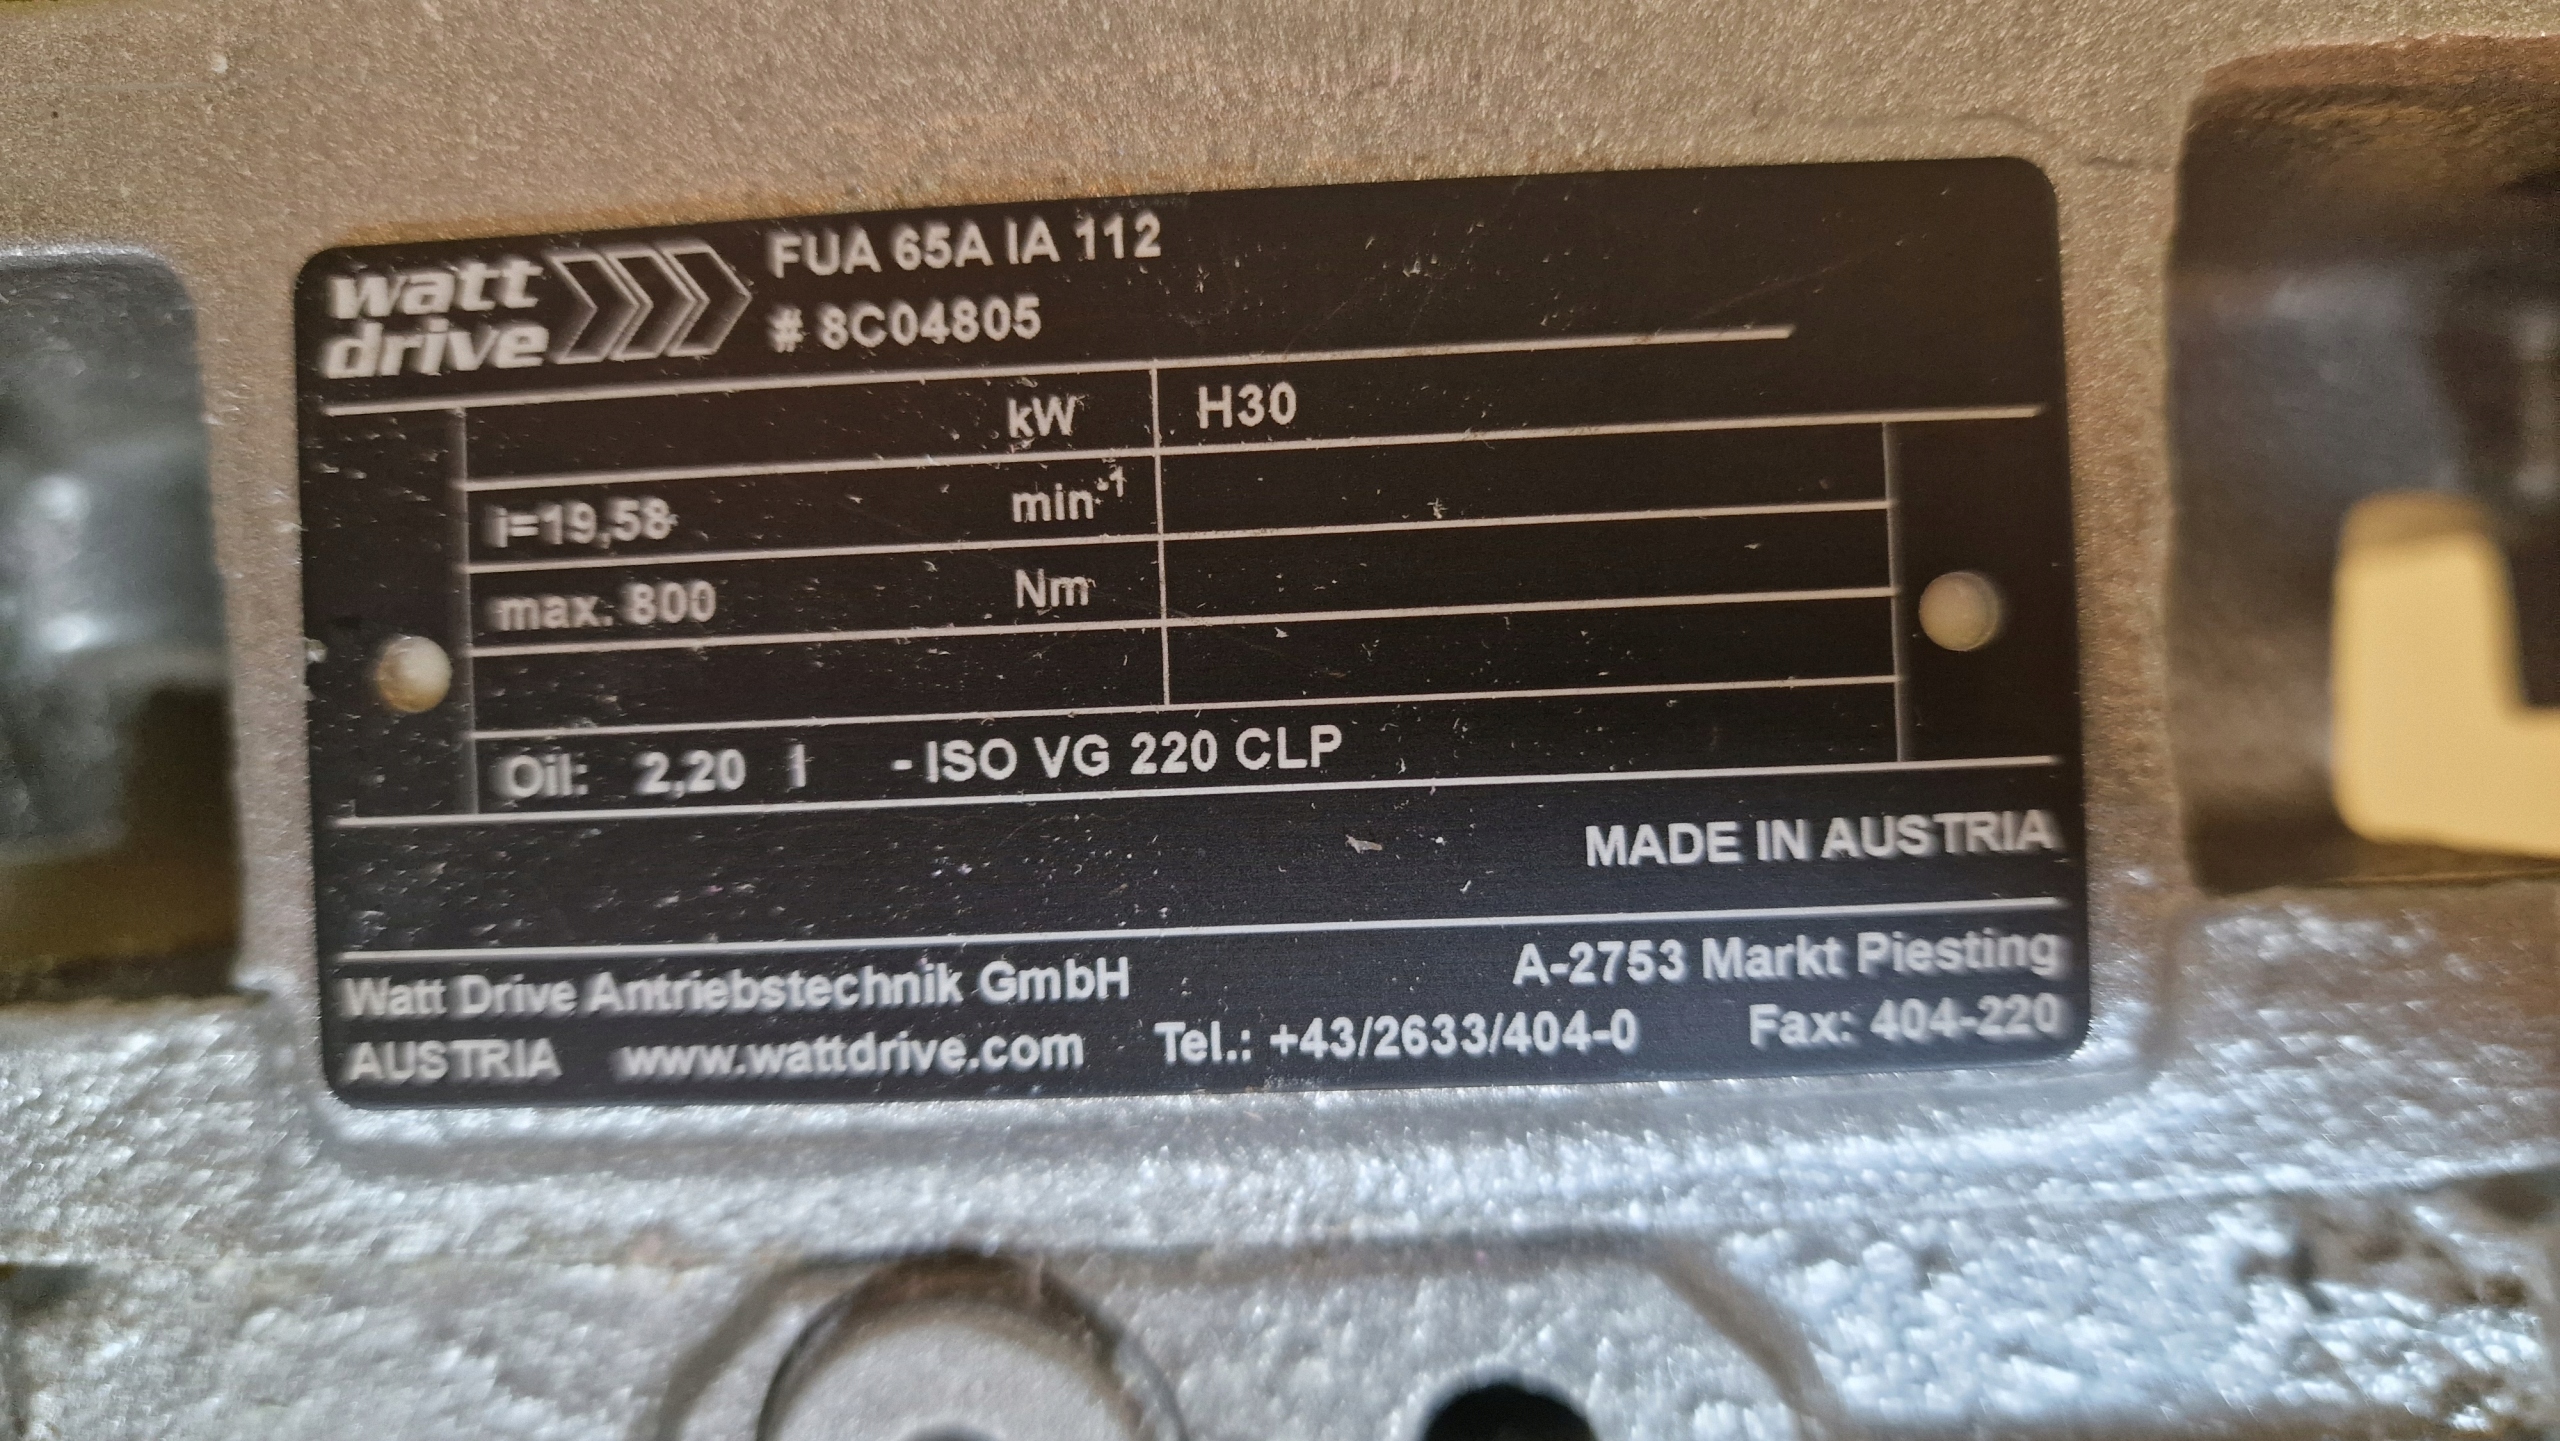 watt drive
FUA 65A IA 112
# 8C04805
kW H30
i=19,58 min-1
max. 800 Nm
Oil: 2,20 l - ISO VG 220 CLP
MADE IN AUSTRIA
Watt Drive Antriebstechnik GmbH A-2753 Markt Piesting
AUSTRIA www.wattdrive.com Tel.: +43/2633/404-0 Fax: 404-220